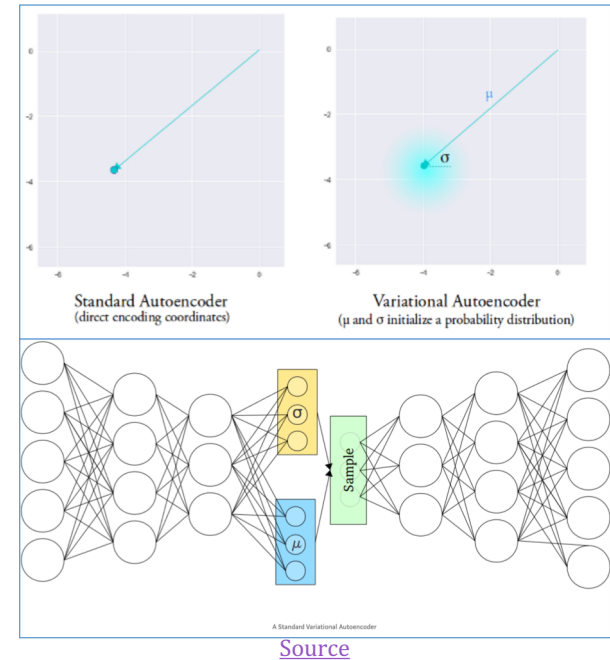 0
-2
-4
-6
-6
-4
-2
0
Standard Autoencoder
(direct encoding coordinates)
0
-2
-4
-6
μ
σ
-6
-4
-2
0
Variational Autoencoder
(μ and σ initialize a probability distribution)
σ
μ
Sample
A Standard Variational Autoencoder
Source